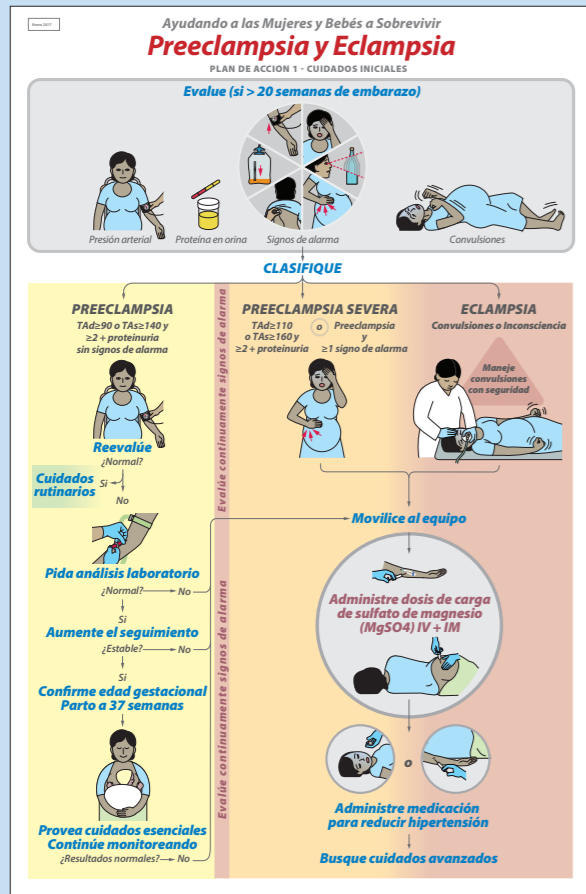 Enero 2017
Ayudando a las Mujeres y Bebés a Sobrevivir
Preeclampsia y Eclampsia
PLAN DE ACCION 1 - CUIDADOS INICIALES
Evalue (si > 20 semanas de embarazo)
Presión arterial
Proteína en orina
Signos de alarma
Convulsiones
CLASIFIQUE
PREECLAMPSIA
TAd≥90 o TAs≥140 y
≥2 + proteinuria
sin signos de alarma
Reevalúe
¿Normal?
Si
Cuidados
rutinarios
No
Pida análisis laboratorio
¿Normal?
No
Si
Aumente el seguimiento
¿Estable?
No
Si
Confirme edad gestacional
Parto a 37 semanas
Provea cuidados esenciales
Continúe monitoreando
¿Resultados normales?
No
Evalúe continuamente signos de alarma
Evalúe continuamente signos de alarma
PREECLAMPSIA SEVERA
TAd≥110
o TAs≥160 y
≥2 + proteinuria
o
Preeclampsia
y
≥1 signo de alarma
ECLAMPSIA
Convulsiones o Inconsciencia
Maneje
convulsiones
con seguridad
Movilice al equipo
Administre dosis de carga
de sulfato de magnesio
(MgSO4) IV + IM
o
Administre medicación
para reducir hipertensión
Busque cuidados avanzados